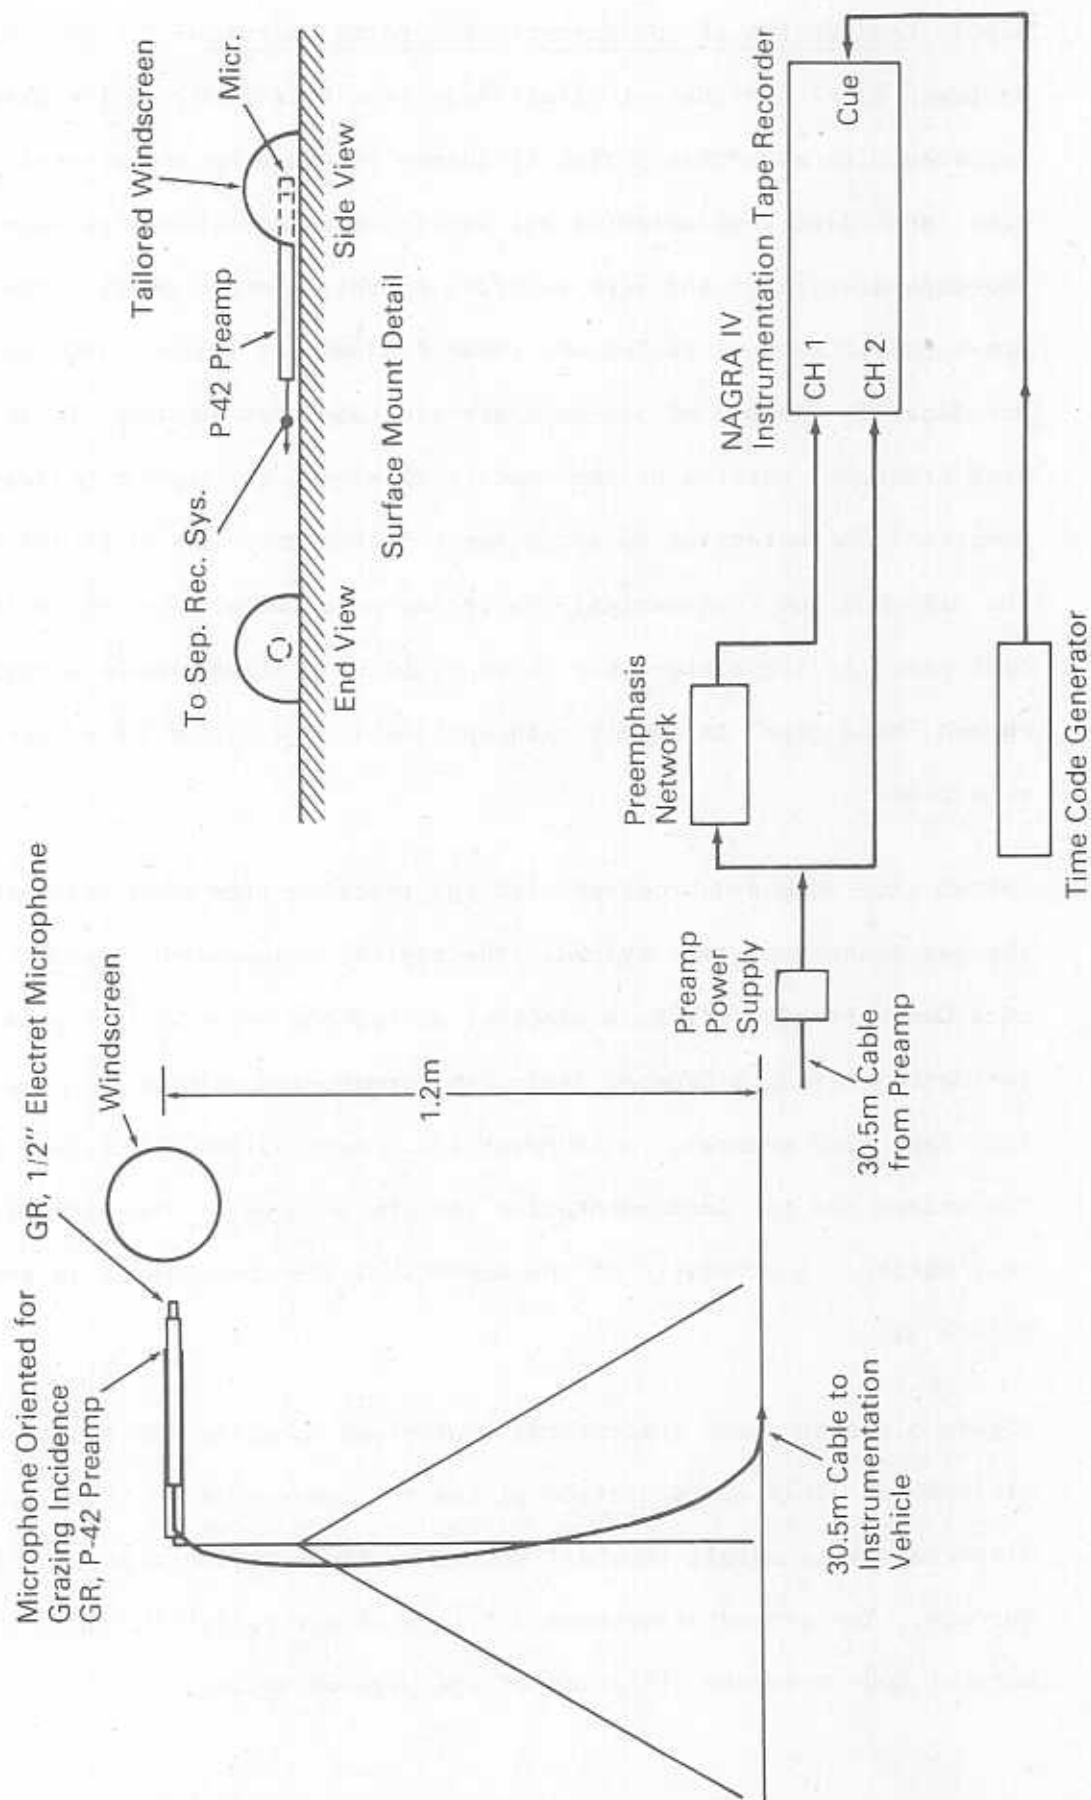 Microphone Oriented for
Grazing Incidence
GR, P-42 Preamp
GR, 1/2" Electret Microphone
Windscreen
1.2m
30.5m Cable to
Instrumentation
Vehicle
Tailored Windscreen
Mic.
P-42 Preamp
To Sep. Rec. Sys.
End View
Side View
Surface Mount Detail
Preamp
Power
Supply
30.5m Cable
from Preamp
Preemphasis
Network
NAGRA IV
Instrumentation Tape Recorder
CH 1
CH 2
Cue
Time Code Generator